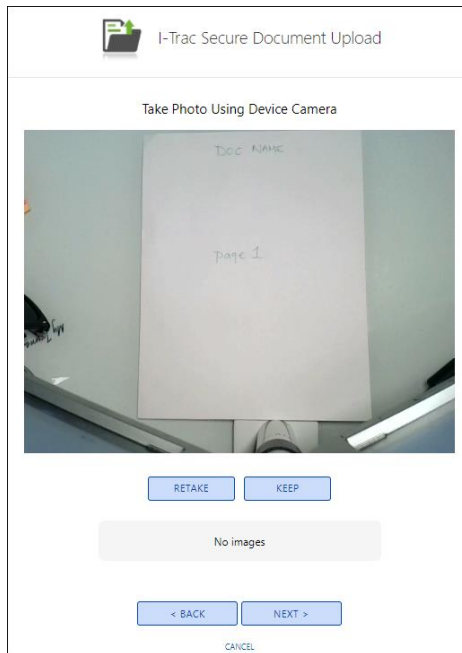 I-Trac Secure Document Upload
Take Photo Using Device Camera
DOC NAME
page 1
My
RETAKE
KEEP
No images
< BACK
NEXT >
CANCEL